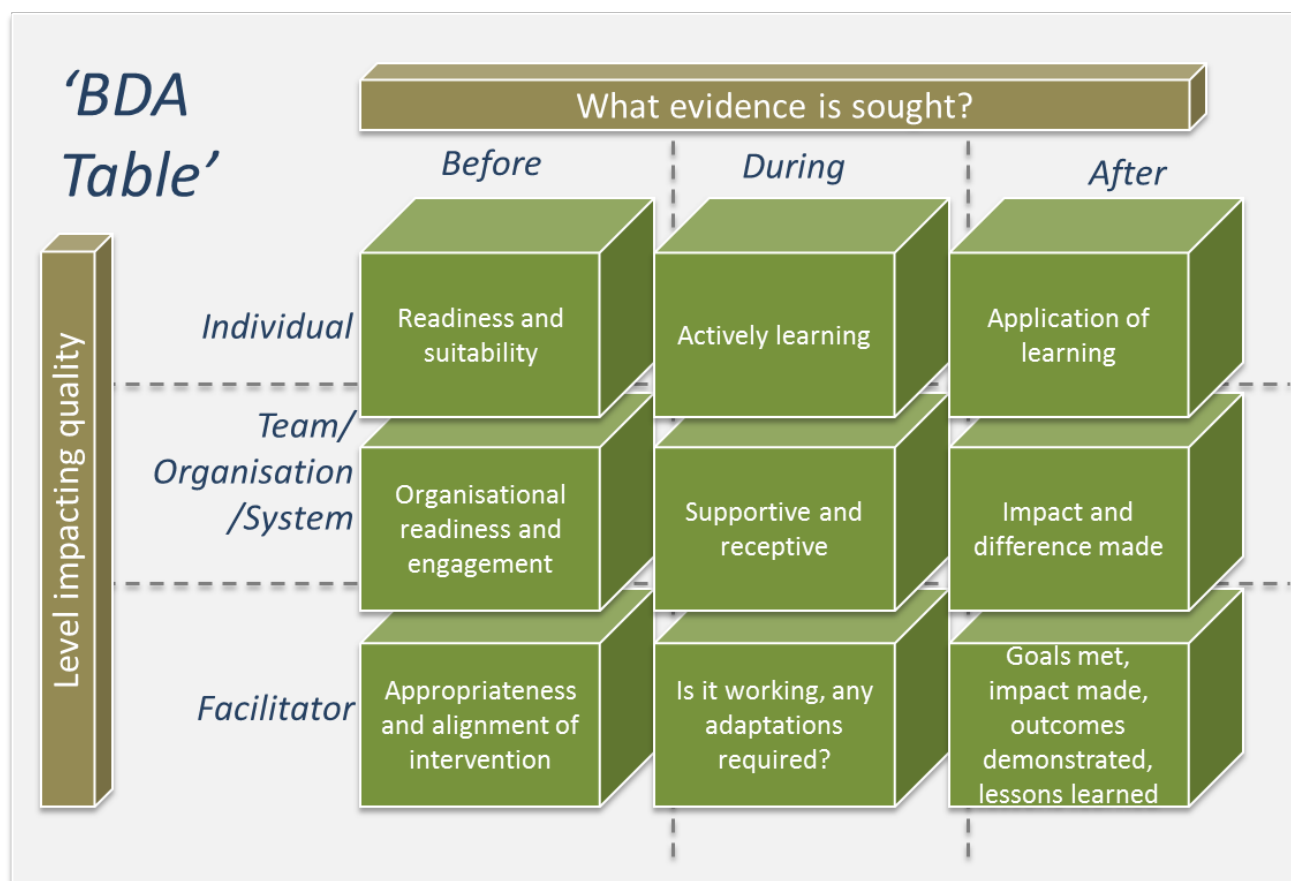 ‘BDA
Table’
What evidence is sought?
Before
During
After
Level impacting quality
Individual
Readiness and
suitability
Actively learning
Application of
learning
Team/
Organisation
/System
Organisational
readiness and
engagement
Supportive and
receptive
Impact and
difference made
Facilitator
Appropriateness
and alignment of
intervention
Is it working, any
adaptations
required?
Goals met,
impact made,
outcomes
demonstrated,
lessons learned